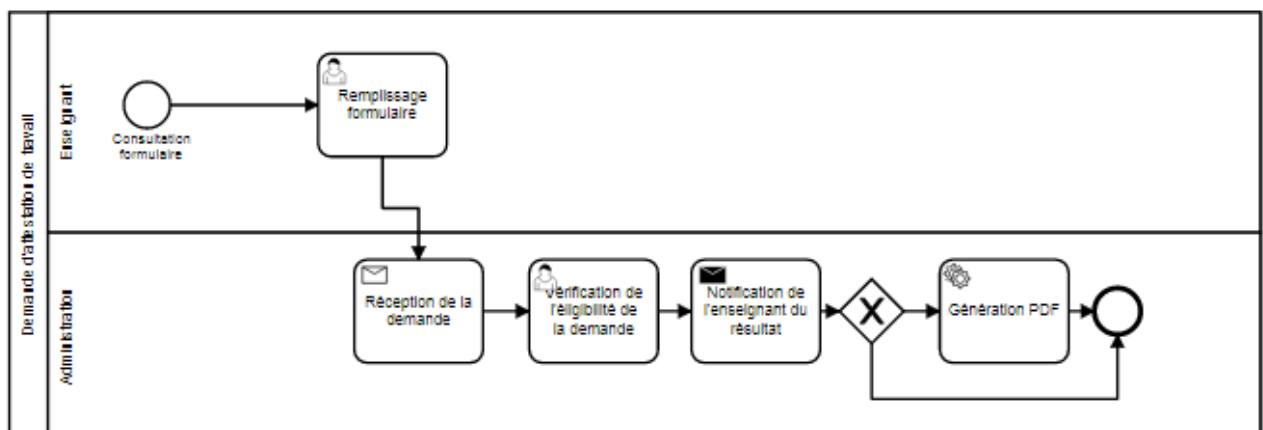 Demande d'attestation de travail
Enseignant
Consultation
formulaire
Remplissage
formulaire
Administration
Réception de la
demande
Vérification de
l'éligibilité de
la demande
Notification de
l'enseignant du
résultat
Génération PDF